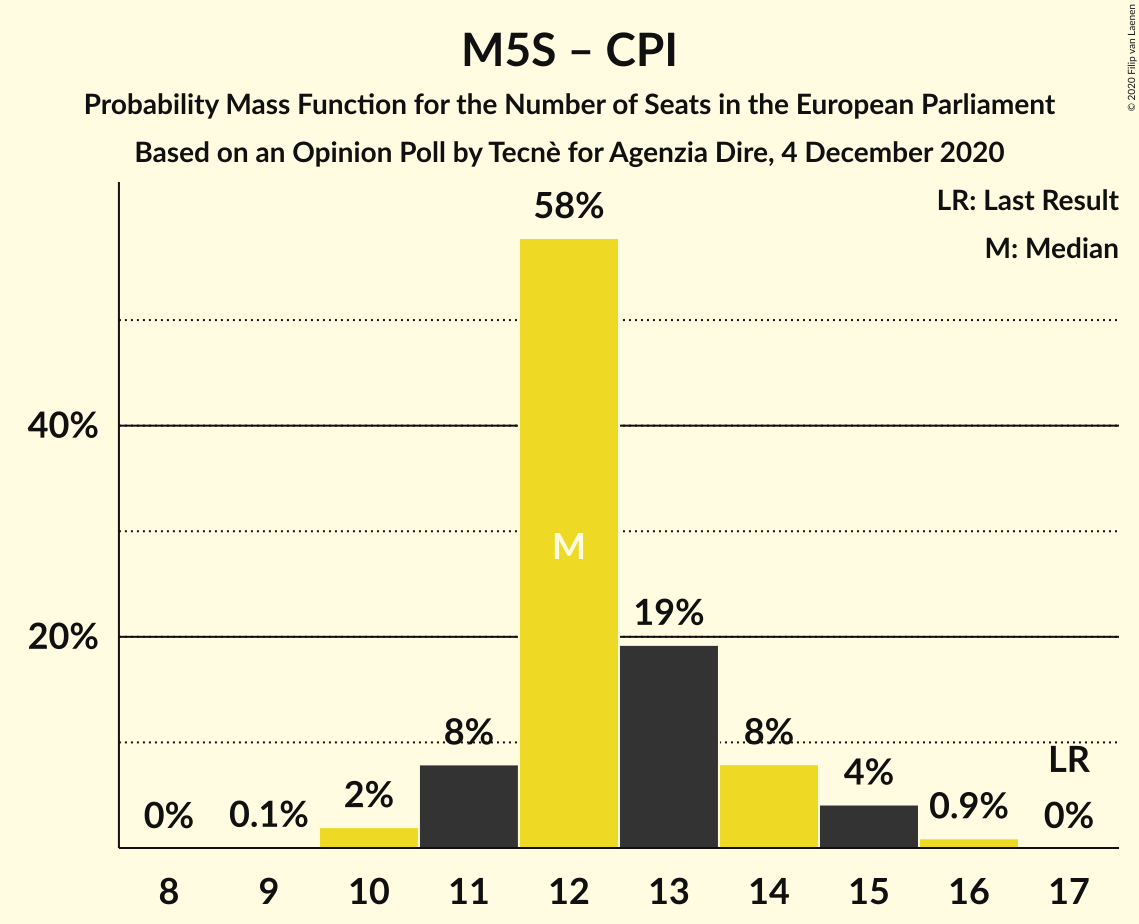 M5S – CPI
Probability Mass Function for the Number of Seats in the European Parliament
Based on an Opinion Poll by Tecnè for Agenzia Dire, 4 December 2020
© 2020 Filip van Laenen
LR: Last Result
M: Median
58%
40%
M
19%
20%
8%
8%
LR
4%
2%
0.9%
0%
0.1%
0%
8 9 10 11 12 13 14 15 16 17